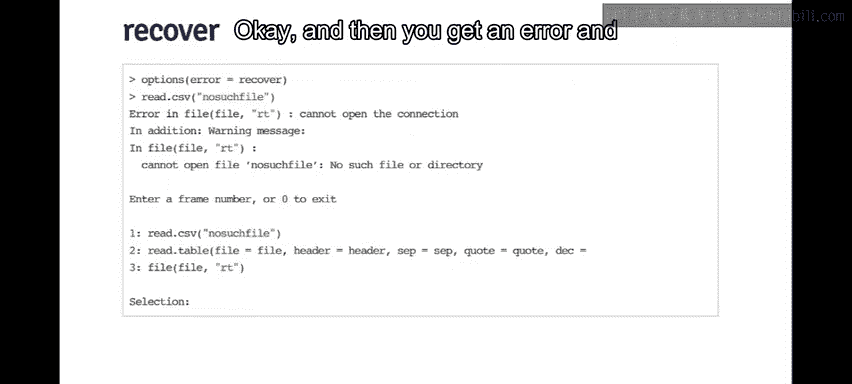 recover
Okay, and then you get an error and
bili.com
> options(error = recover)
> read.csv("nosuchfile")
Error in file(file, "rt") : cannot open the connection
In addition: Warning message:
In file(file, "rt") :
cannot open file 'nosuchfile': No such file or directory
Enter a frame number, or 0 to exit
1: read.csv("nosuchfile")
2: read.table(file = file, header = header, sep = sep, quote = quote, dec =
3: file(file, "rt")
Selection: